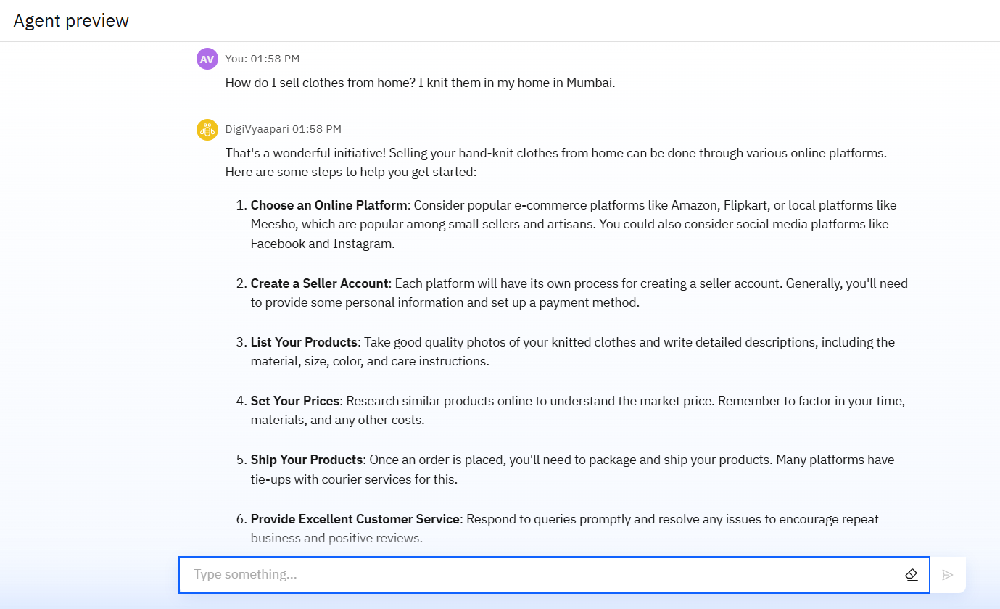 Agent preview
AV
You: 01:58 PM
How do I sell clothes from home? I knit them in my home in Mumbai.
DigiVyaapari 01:58 PM
That's a wonderful initiative! Selling your hand-knit clothes from home can be done through various online platforms.
Here are some steps to help you get started:
1. Choose an Online Platform: Consider popular e-commerce platforms like Amazon, Flipkart, or local platforms like
Meesho, which are popular among small sellers and artisans. You could also consider social media platforms like
Facebook and Instagram.
2. Create a Seller Account: Each platform will have its own process for creating a seller account. Generally, you'll need
to provide some personal information and set up a payment method.
3. List Your Products: Take good quality photos of your knitted clothes and write detailed descriptions, including the
material, size, color, and care instructions.
4. Set Your Prices: Research similar products online to understand the market price. Remember to factor in your time,
materials, and any other costs.
5. Ship Your Products: Once an order is placed, you'll need to package and ship your products. Many platforms have
tie-ups with courier services for this.
6. Provide Excellent Customer Service: Respond to queries promptly and resolve any issues to encourage repeat
business and positive reviews.
Type something...